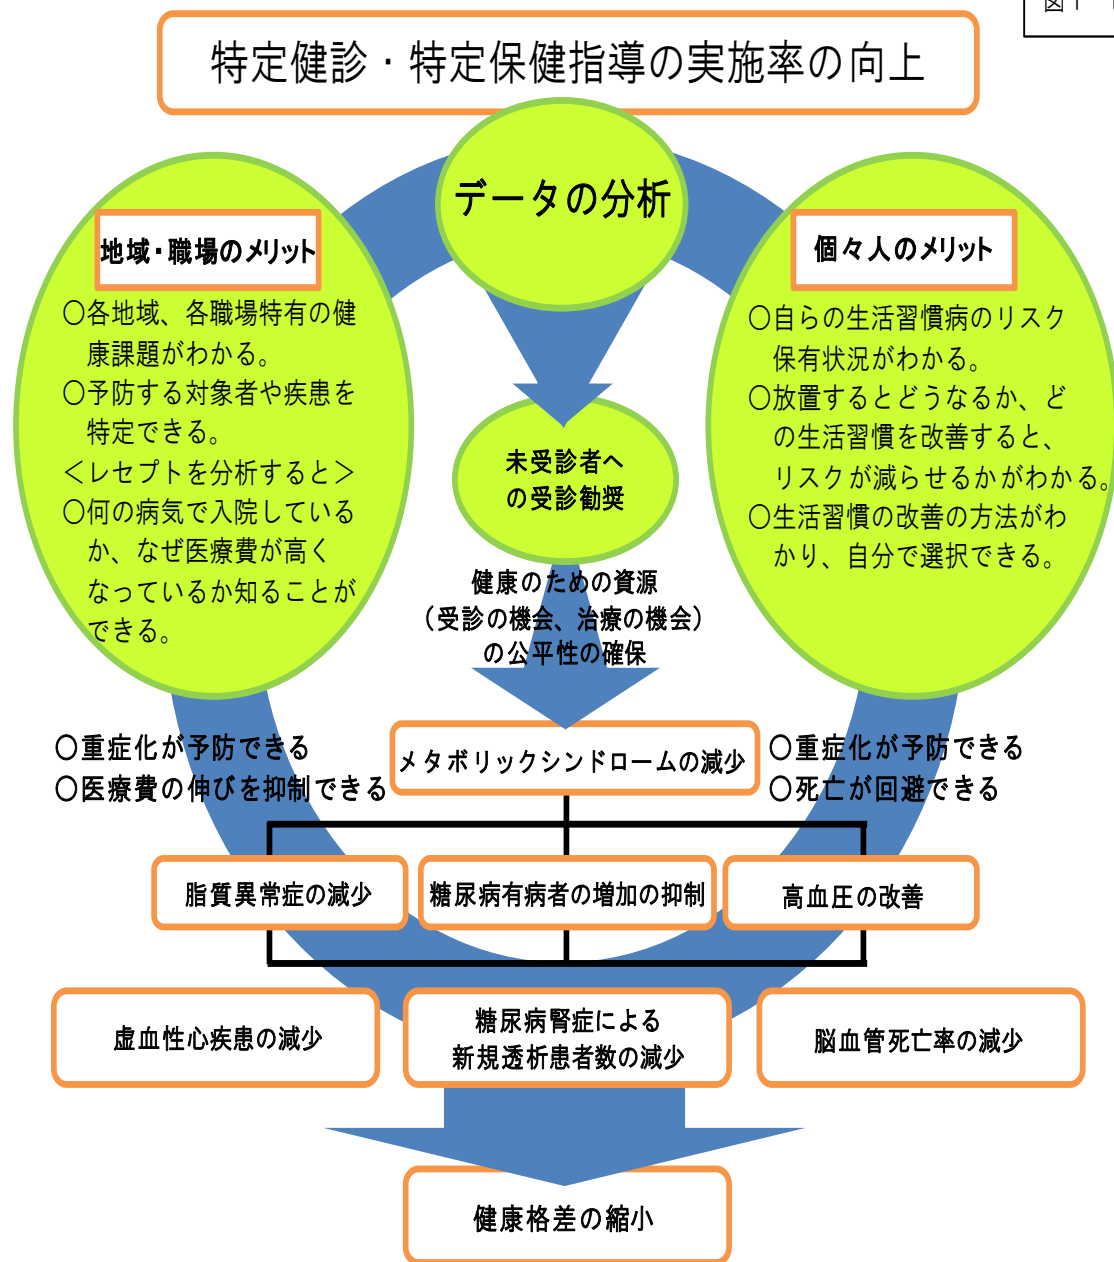 図1
特定健診・特定保健指導の実施率の向上
データの分析
地域・職場のメリット
〇各地域、各職場特有の健
康課題がわかる。
〇予防する対象者や疾患を
特定できる。
＜レセプトを分析すると＞
〇何の病気で入院している
か、なぜ医療費が高く
なっているか知ることが
できる。
個々人のメリット
〇自らの生活習慣病のリスク
保有状況がわかる。
〇放置するとどうなるか、ど
の生活習慣を改善すると、
リスクが減らせるかがわかる。
〇生活習慣の改善の方法がわ
かり、自分で選択できる。
未受診者へ
の受診勧奨
健康のための資源
（受診の機会、治療の機会）
の公平性の確保
〇重症化が予防できる
〇医療費の伸びを抑制できる
メタボリックシンドロームの減少
〇重症化が予防できる
〇死亡が回避できる
脂質異常症の減少
糖尿病有病者の増加の抑制
高血圧の改善
虚血性心疾患の減少
糖尿病腎症による
新規透析患者数の減少
脳血管死亡率の減少
健康格差の縮小